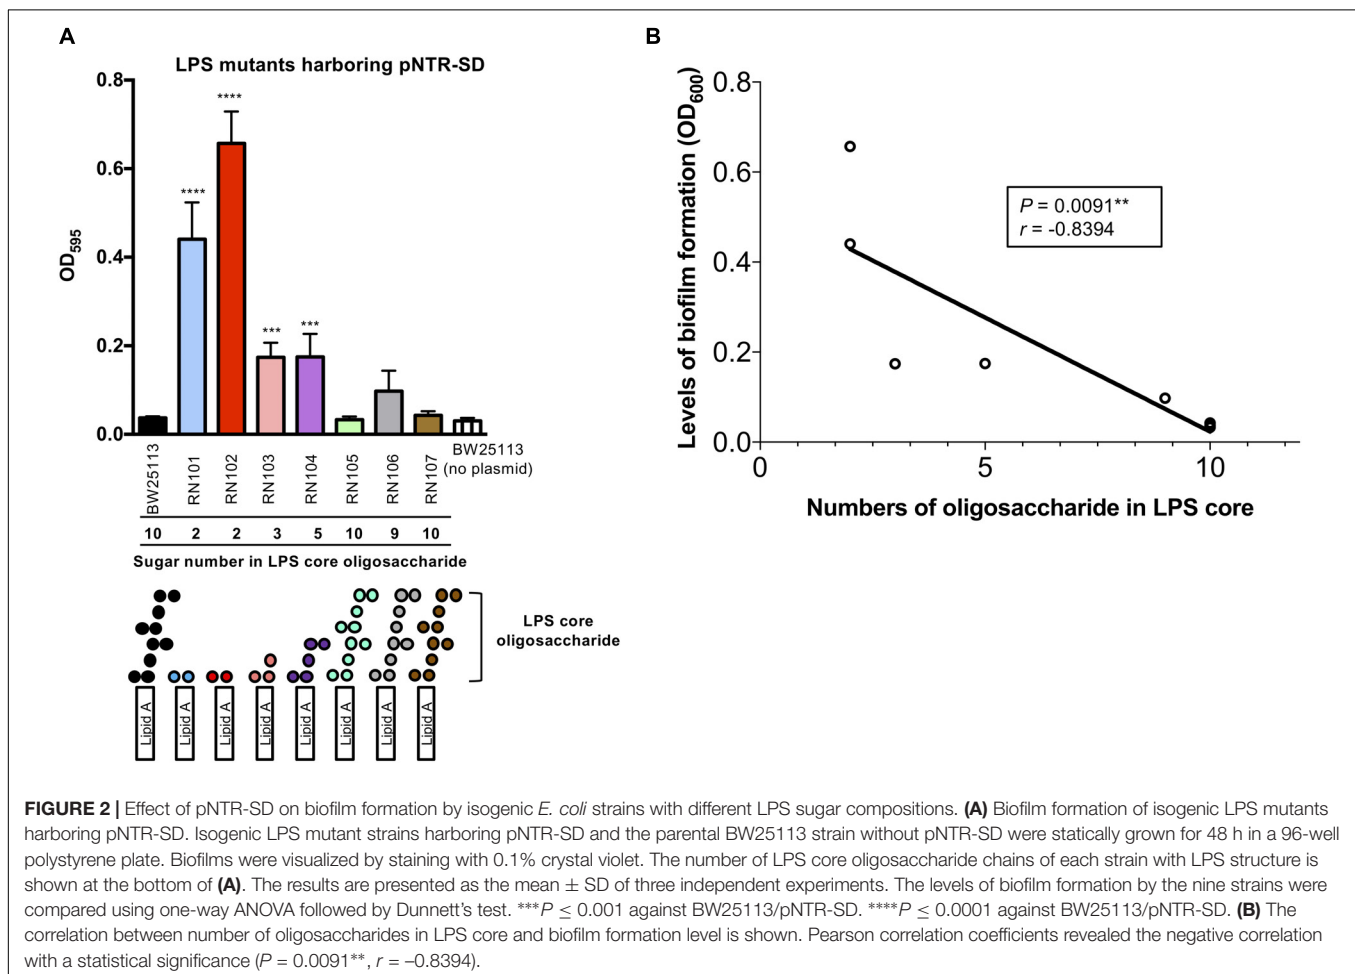 A
LPS mutants harboring pNTR-SD
0.8
0.6
0.4
0.2
0.0
OD595
****
****
***
***
BW25113
RN101
RN102
RN103
RN104
RN105
RN106
RN107
BW25113
(no plasmid)
10 2 2 3 5 10 9 10
Sugar number in LPS core oligosaccharide
LPS core
oligosaccharide
Lipid A
Lipid A
Lipid A
Lipid A
Lipid A
Lipid A
Lipid A
Lipid A
B
Levels of biofilm formation (OD600)
0.8
0.6
0.4
0.2
0.0
P = 0.0091**
r = -0.8394
0 5 10
Numbers of oligosaccharide in LPS core
FIGURE 2 | Effect of pNTR-SD on biofilm formation by isogenic E. coli strains with different LPS sugar compositions. (A) Biofilm formation of isogenic LPS mutants
harboring pNTR-SD. Isogenic LPS mutant strains harboring pNTR-SD and the parental BW25113 strain without pNTR-SD were statically grown for 48 h in a 96-well
polystyrene plate. Biofilms were visualized by staining with 0.1% crystal violet. The number of LPS core oligosaccharide chains of each strain with LPS structure is
shown at the bottom of (A). The results are presented as the mean ± SD of three independent experiments. The levels of biofilm formation by the nine strains were
compared using one-way ANOVA followed by Dunnett's test. ***P ≤ 0.001 against BW25113/pNTR-SD. ****P ≤ 0.0001 against BW25113/pNTR-SD. (B) The
correlation between number of oligosaccharides in LPS core and biofilm formation level is shown. Pearson correlation coefficients revealed the negative correlation
with a statistical significance (P = 0.0091**, r = –0.8394).